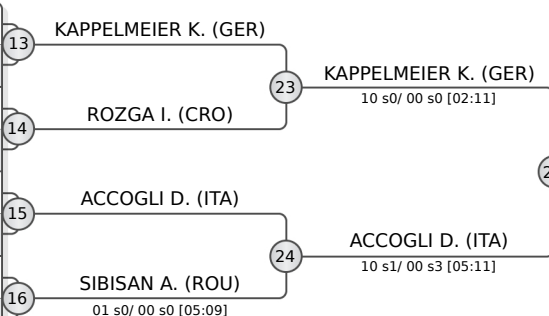 KAPPELMEIER K. (GER)
13
23
KAPPELMEIER K. (GER)
10 s0/ 00 s0 [02:11]
ROZGA I. (CRO)
14
ACCOGLI D. (ITA)
15
24
ACCOGLI D. (ITA)
10 s1/ 00 s3 [05:11]
SIBISAN A. (ROU)
16
01 s0/ 00 s0 [05:09]